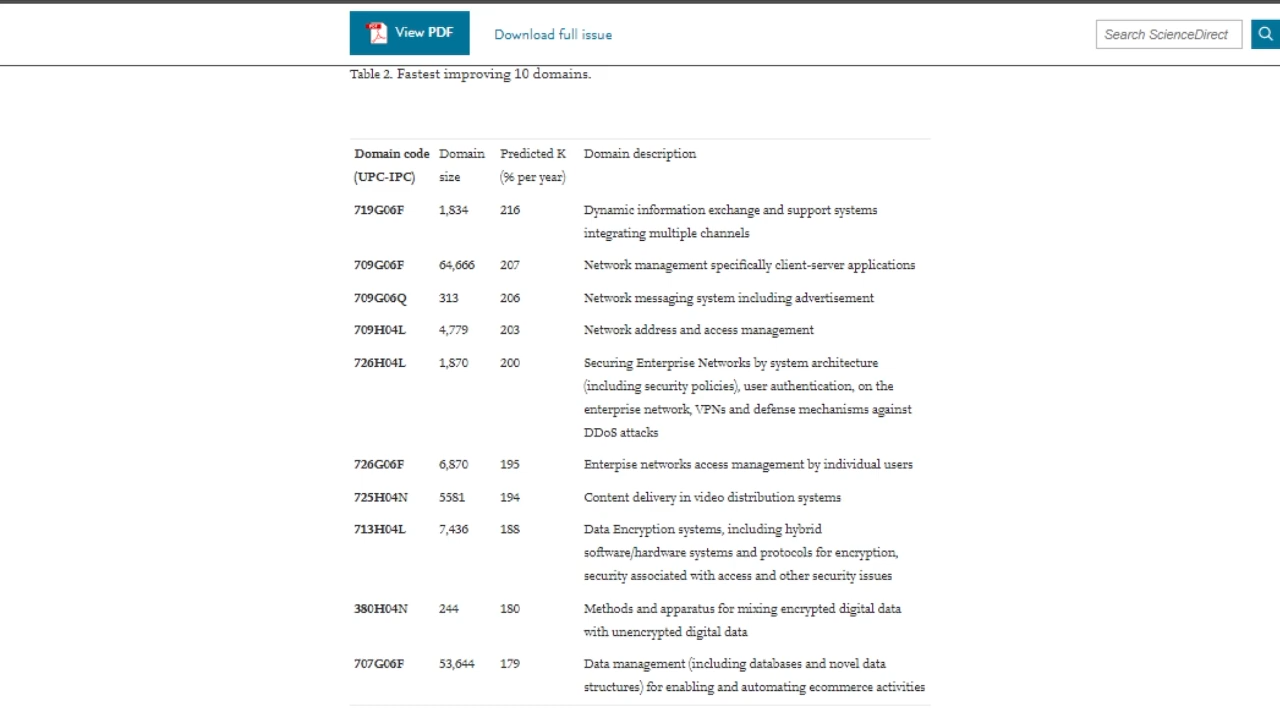 View PDF
Download full issue
Search ScienceDirect
Table 2. Fastest improving 10 domains.
Domain code Domain Predicted K Domain description
(UPC-IPC) size (% per year)
719G06F 1,834 216 Dynamic information exchange and support systems
integrating multiple channels
709G06F 64,666 207 Network management specifically client-server applications
709G06Q 313 206 Network messaging system including advertisement
709H04L 4,779 203 Network address and access management
726H04L 1,870 200 Securing Enterprise Networks by system architecture
(including security policies), user authentication, on the
enterprise network, VPNs and defense mechanisms against
DDoS attacks
726G06F 6,870 195 Enterpise networks access management by individual users
725H04N 5581 194 Content delivery in video distribution systems
713H04L 7,436 188 Data Encryption systems, including hybrid
software/hardware systems and protocols for encryption,
security associated with access and other security issues
380H04N 244 180 Methods and apparatus for mixing encrypted digital data
with unencrypted digital data
707G06F 53,644 179 Data management (including databases and novel data
structures) for enabling and automating ecommerce activities